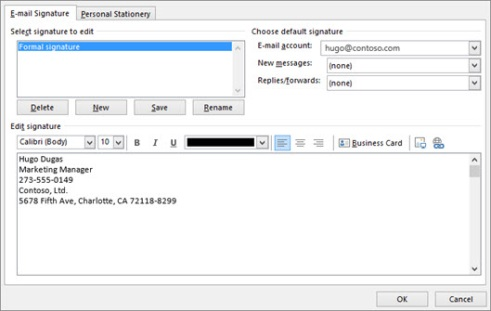 E-mail Signature Personal Stationery
Select signature to edit
Choose default signature
Formal signature
E-mail account: hugo@contoso.com
New messages: (none)
Replies/forwards: (none)
Delete New Save Rename
Edit signature
Calibri (Body) 10 B I U Business Card
Hugo Dugas
Marketing Manager
273-555-0149
Contoso, Ltd.
5678 Fifth Ave, Charlotte, CA 72118-8299
OK Cancel